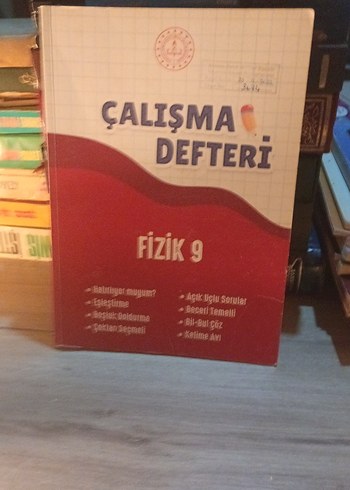 ÇALIŞMA
DEFTERİ
FİZİK 9
Hatırlıyor muyum?
Eşleştirme
Boşluk Doldurma
Çoktan Seçmeli
Açık Uçlu Sorular
Beceri Temelli
Bil-Bul Çöz
Kelime Avı